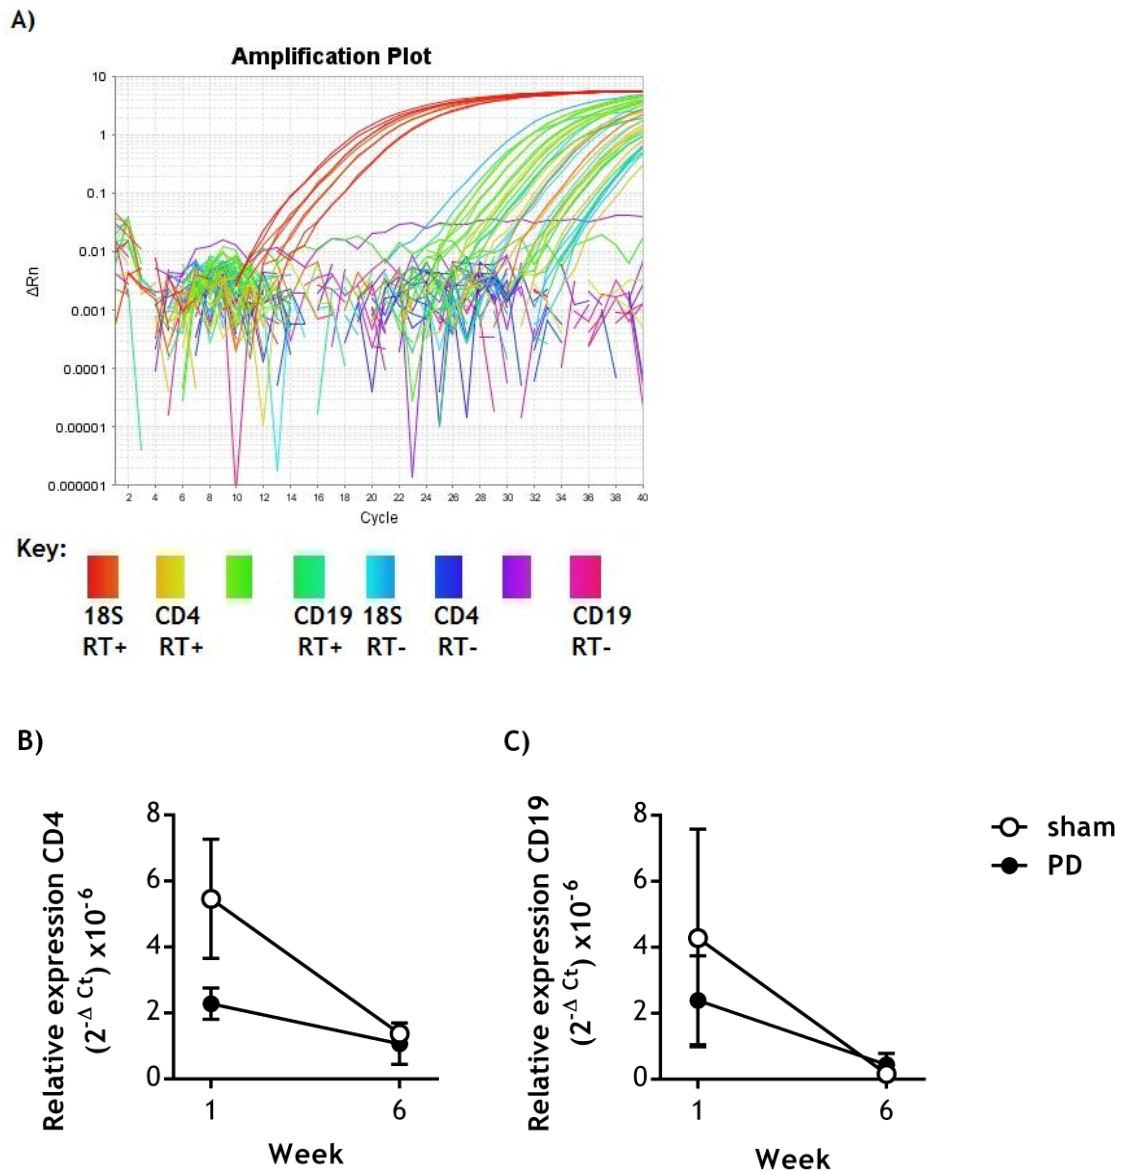 A)
Amplification Plot
10
1
0.1
0.01
0.001
0.0001
0.00001
0.000001
ΔRn
2 4 6 8 10 12 14 16 18 20 22 24 26 28 30 32 34 36 38 40
Cycle
Key:
18S CD4 CD19 18S CD4 CD19
RT+ RT+ RT+ RT- RT- RT-
B)
Relative expression CD4
(2-Δ Ct) x10-6
8
6
4
2
0
1 6
Week
C)
Relative expression CD19
(2-Δ Ct) x10-6
8
6
4
2
0
1 6
Week
sham
PD